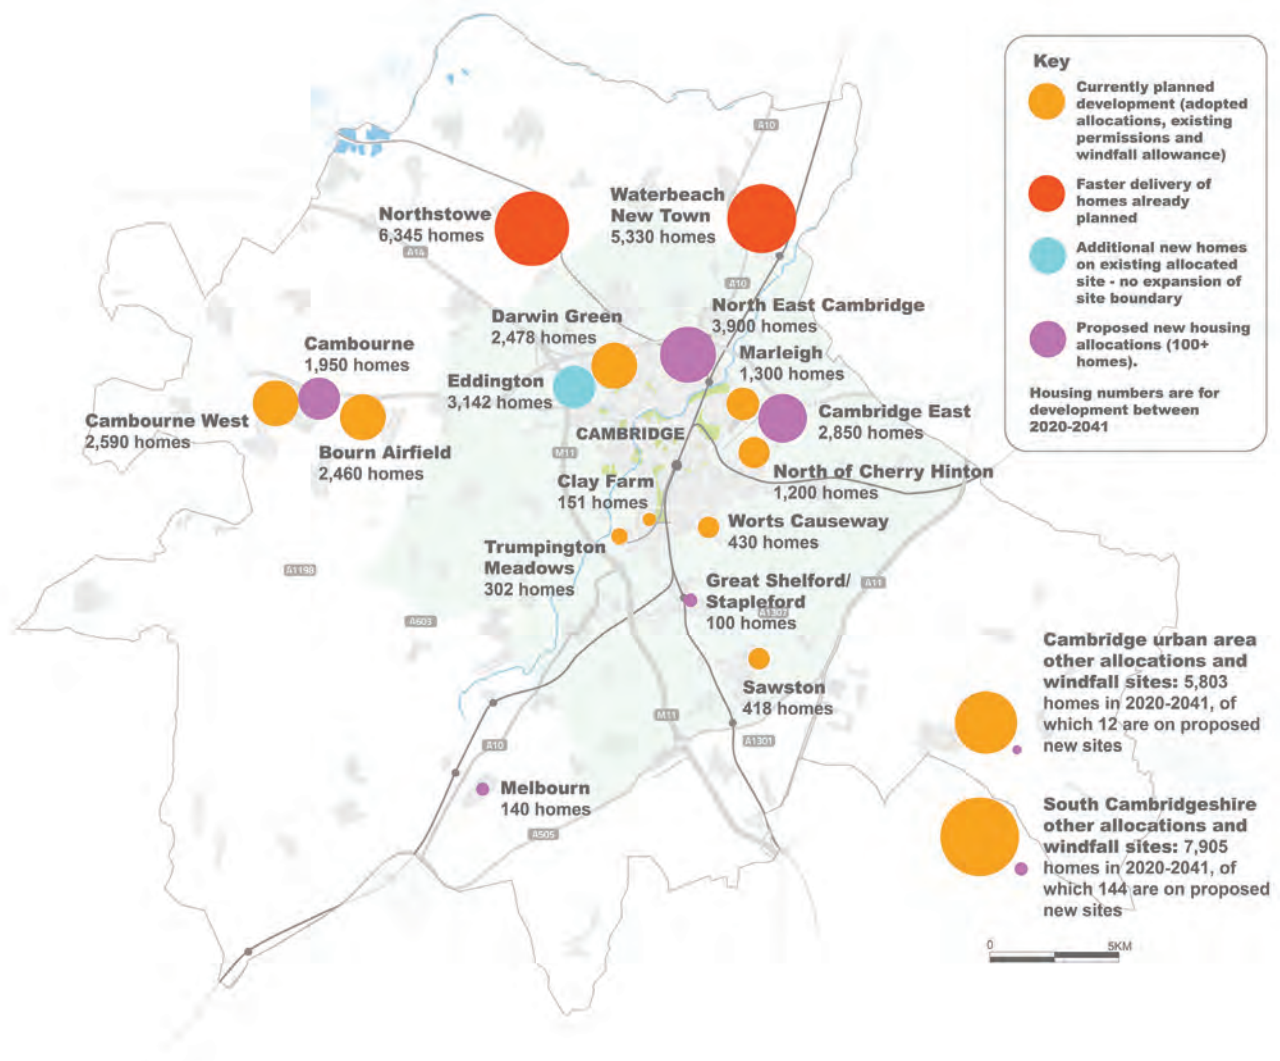 Key
Currently planned
development (adopted
allocations, existing
permissions and
windfall allowance)
Faster delivery of
homes already
planned
Additional new homes
on existing allocated
site - no expansion of
site boundary
Proposed new housing
allocations (100+
homes).
Housing numbers are for
development between
2020-2041
A10
Waterbeach
New Town
5,330 homes
Northstowe
6,345 homes
A14
A10
North East Cambridge
3,900 homes
Darwin Green
2,478 homes
Marleigh
1,300 homes
Cambourne
1,950 homes
Eddington
3,142 homes
Cambridge East
2,850 homes
Cambourne West
2,590 homes
CAMBRIDGE
Bourn Airfield
2,460 homes
M11
North of Cherry Hinton
1,200 homes
Clay Farm
151 homes
Worts Causeway
430 homes
Trumpington
Meadows
302 homes
A1198
Great Shelford/
Stapleford
100 homes
A11
A1307
A603
Sawston
418 homes
M11
A1301
A10
Melbourn
140 homes
A505
Cambridge urban area
other allocations and
windfall sites: 5,803
homes in 2020-2041, of
which 12 are on proposed
new sites
South Cambridgeshire
other allocations and
windfall sites: 7,905
homes in 2020-2041, of
which 144 are on proposed
new sites
0 5KM